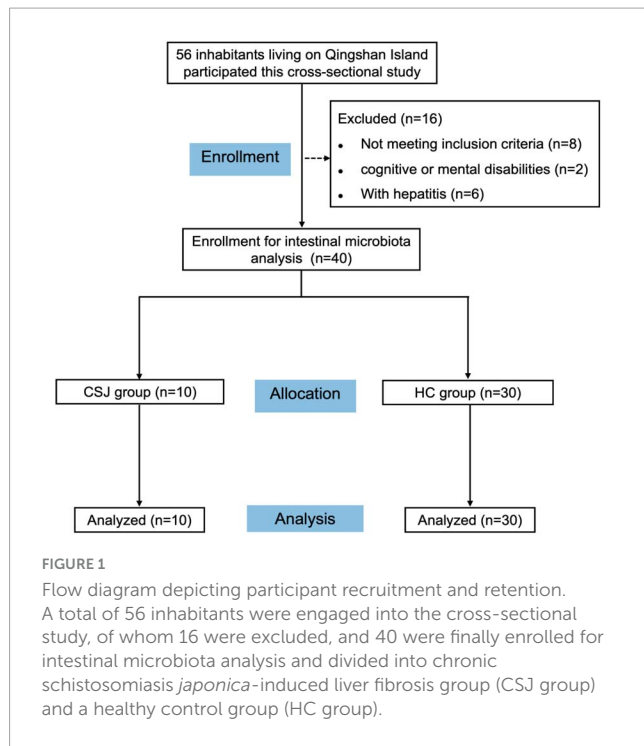 56 inhabitants living on Qingshan Island
participated this cross-sectional study
Excluded (n=16)
• Not meeting inclusion criteria (n=8)
• cognitive or mental disabilities (n=2)
• With hepatitis (n=6)
Enrollment
Enrollment for intestinal microbiota
analysis (n=40)
CSJ group (n=10)
Allocation
HC group (n=30)
Analyzed (n=10)
Analysis
Analyzed (n=30)
FIGURE 1
Flow diagram depicting participant recruitment and retention.
A total of 56 inhabitants were engaged into the cross-sectional
study, of whom 16 were excluded, and 40 were finally enrolled for
intestinal microbiota analysis and divided into chronic
schistosomiasis japonica-induced liver fibrosis group (CSJ group)
and a healthy control group (HC group).